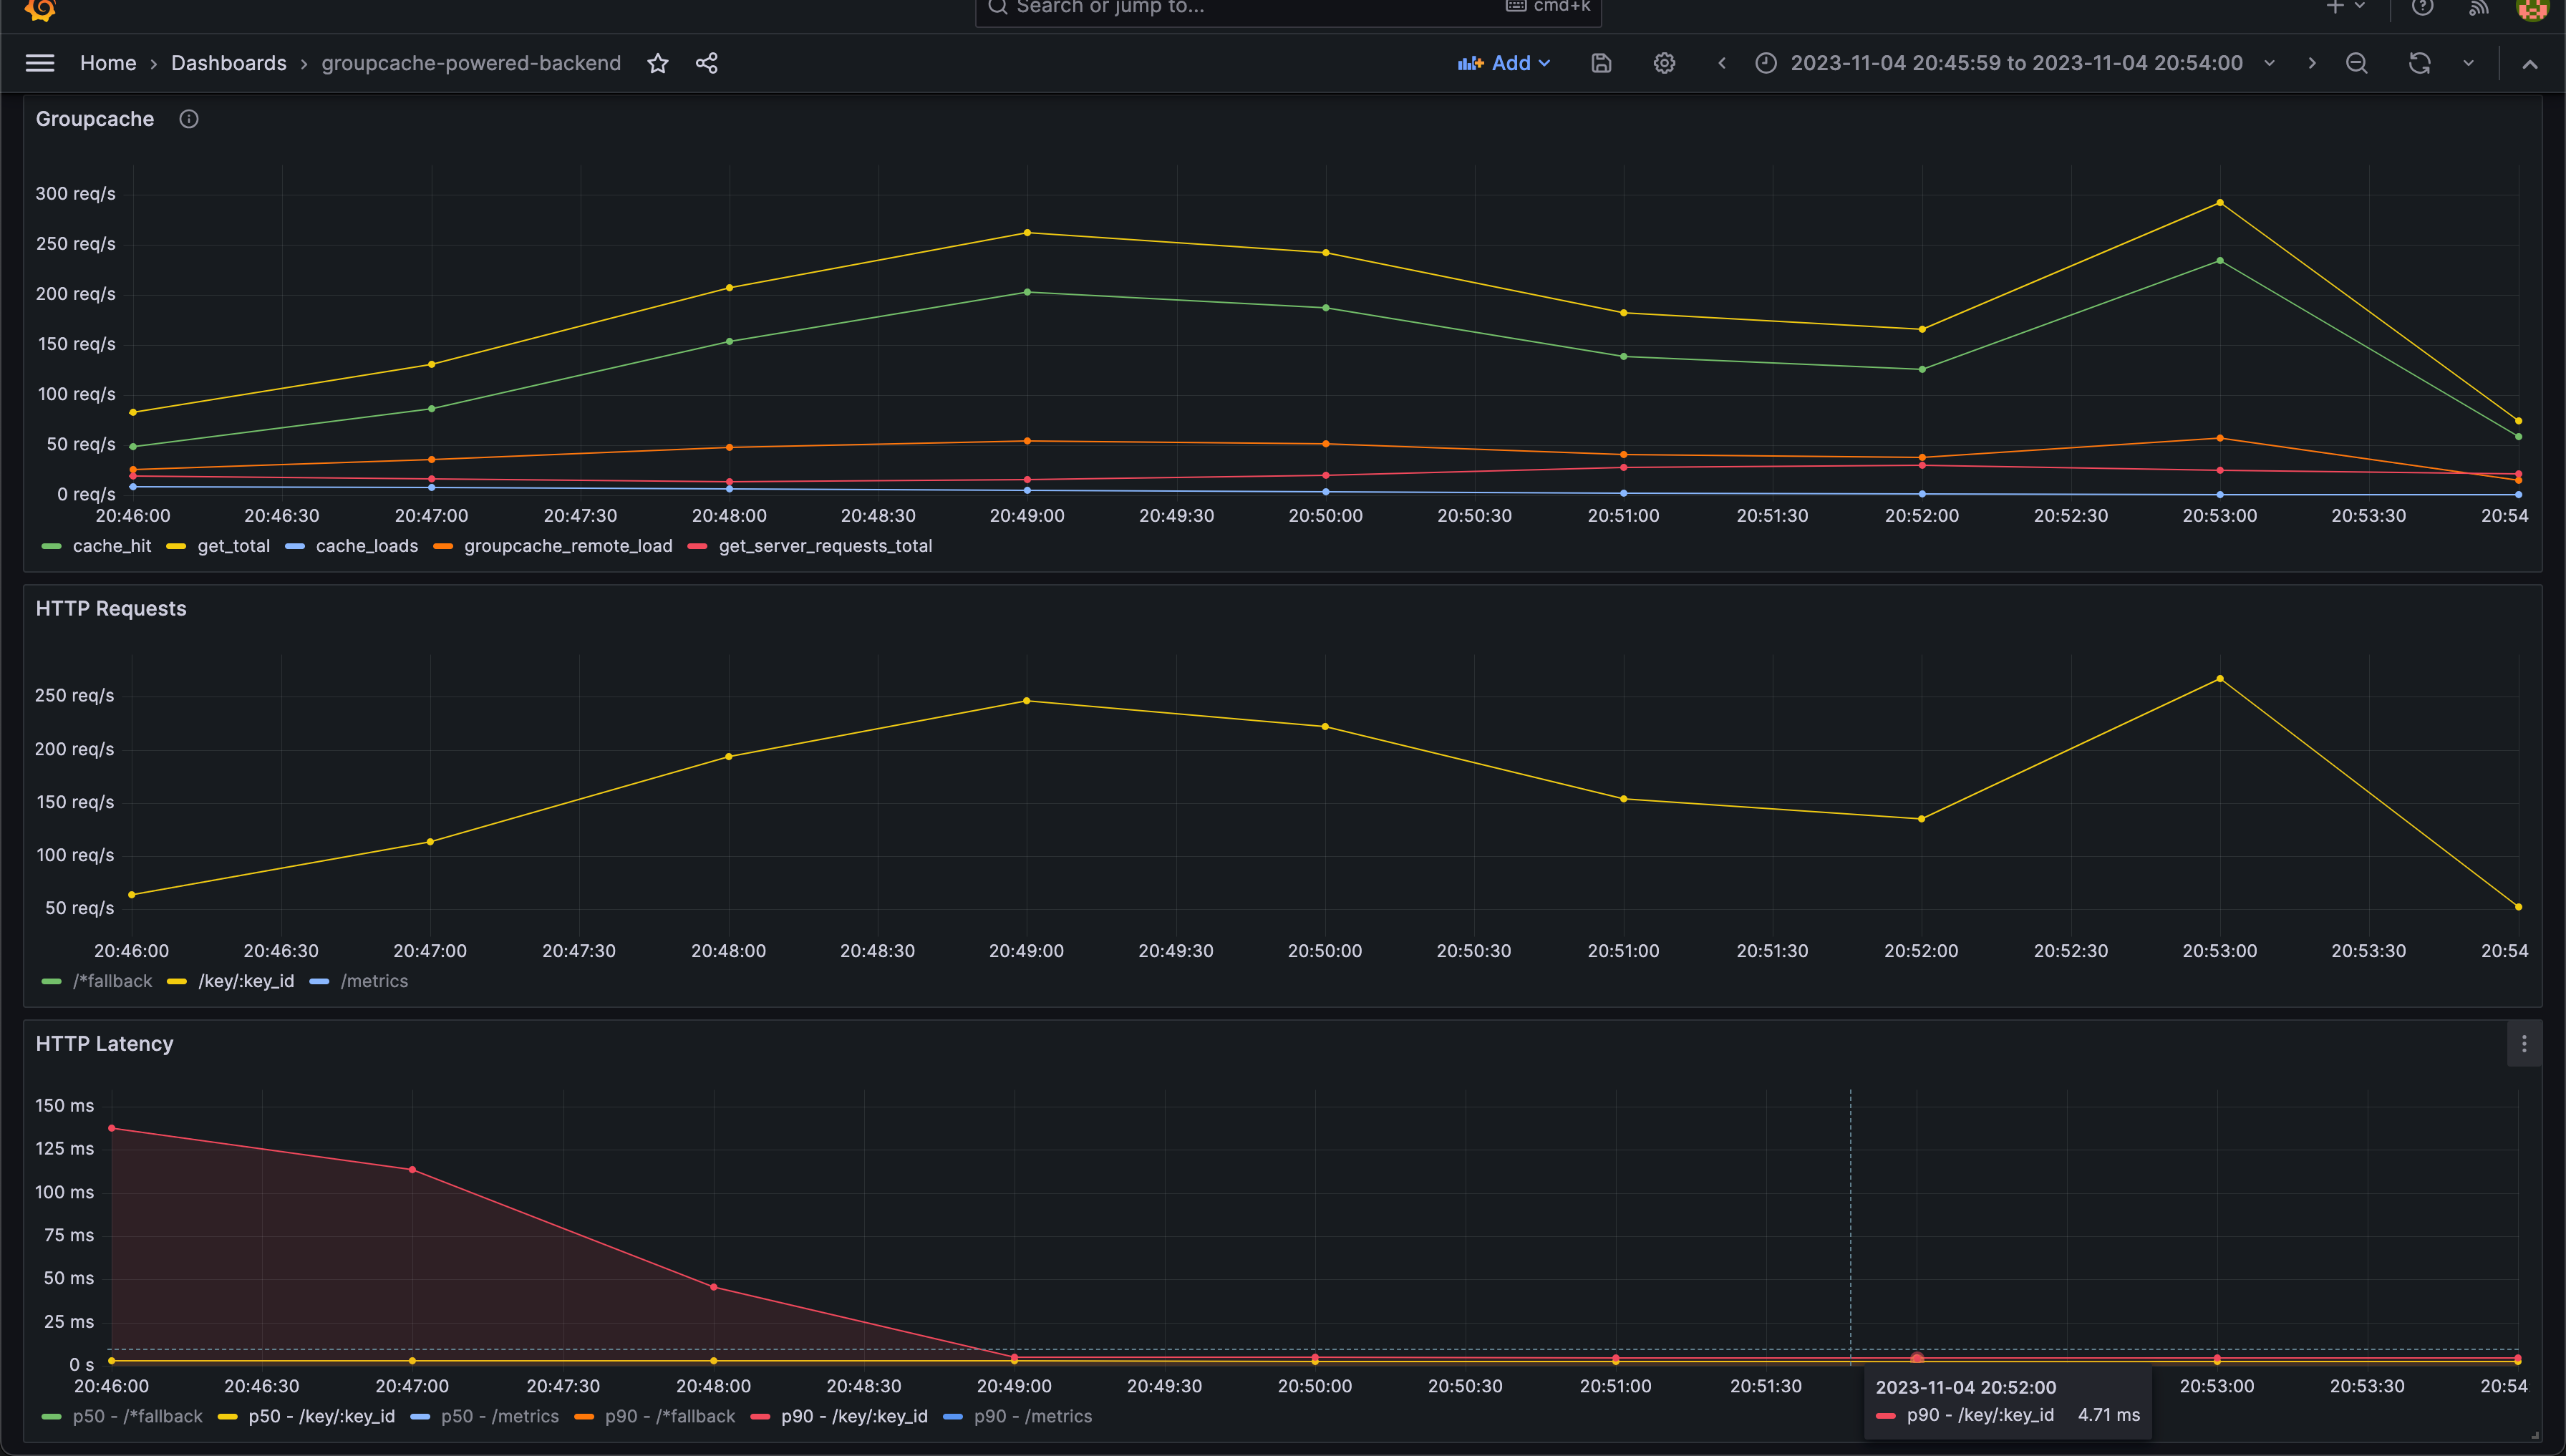 Search or jump to... cmd+k
Home › Dashboards › groupcache-powered-backend Add 2023-11-04 20:45:59 to 2023-11-04 20:54:00
Groupcache
300 req/s
250 req/s
200 req/s
150 req/s
100 req/s
50 req/s
0 req/s
20:46:00 20:46:30 20:47:00 20:47:30 20:48:00 20:48:30 20:49:00 20:49:30 20:50:00 20:50:30 20:51:00 20:51:30 20:52:00 20:52:30 20:53:00 20:53:30 20:54
cache_hit get_total cache_loads groupcache_remote_load get_server_requests_total
HTTP Requests
250 req/s
200 req/s
150 req/s
100 req/s
50 req/s
20:46:00 20:46:30 20:47:00 20:47:30 20:48:00 20:48:30 20:49:00 20:49:30 20:50:00 20:50:30 20:51:00 20:51:30 20:52:00 20:52:30 20:53:00 20:53:30 20:54
/*fallback /key/:key_id /metrics
HTTP Latency
150 ms
125 ms
100 ms
75 ms
50 ms
25 ms
0 s
20:46:00 20:46:30 20:47:00 20:47:30 20:48:00 20:48:30 20:49:00 20:49:30 20:50:00 20:50:30 20:51:00 20:51:30 20:53:00 20:53:30 20:54
p50 - /*fallback p50 - /key/:key_id p50 - /metrics p90 - /*fallback p90 - /key/:key_id p90 - /metrics
2023-11-04 20:52:00
p90 - /key/:key_id 4.71 ms